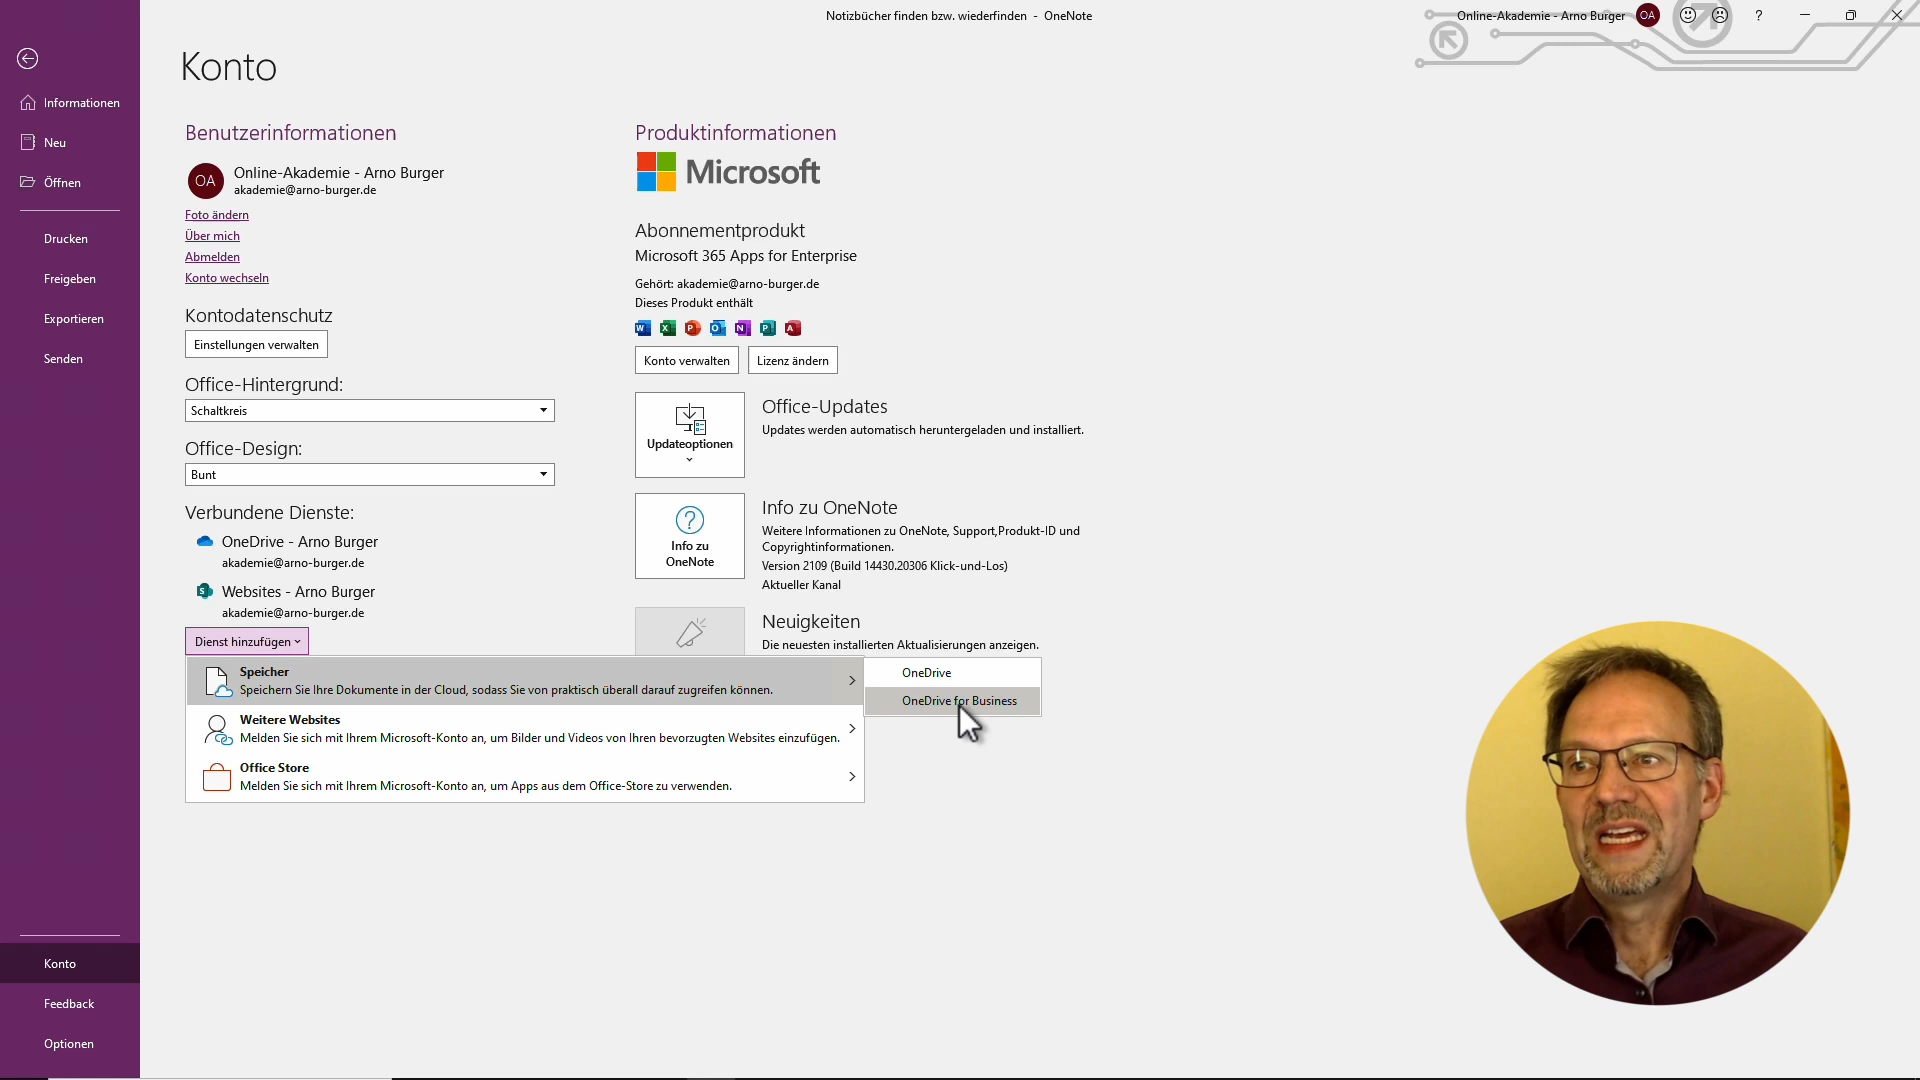 Notizbücher finden bzw. wiederfinden - OneNote
Online-Akademie - Arno Burger OA ?
Informationen
Neu
Öffnen
Drucken
Freigeben
Exportieren
Senden
Konto
Feedback
Optionen
Konto
Benutzerinformationen
OA
Online-Akademie - Arno Burger
akademie@arno-burger.de
Foto ändern
Über mich
Abmelden
Konto wechseln
Kontodatenschutz
Einstellungen verwalten
Office-Hintergrund:
Schaltkreis
Office-Design:
Bunt
Verbundene Dienste:
OneDrive - Arno Burger
akademie@arno-burger.de
S
Websites - Arno Burger
akademie@arno-burger.de
Dienst hinzufügen
Speicher
Speichern Sie Ihre Dokumente in der Cloud, sodass Sie von praktisch überall darauf zugreifen können.
Weitere Websites
Melden Sie sich mit Ihrem Microsoft-Konto an, um Bilder und Videos von Ihren bevorzugten Websites einzufügen.
Office Store
Melden Sie sich mit Ihrem Microsoft-Konto an, um Apps aus dem Office-Store zu verwenden.
OneDrive
OneDrive for Business
Produktinformationen
Microsoft
Abonnementprodukt
Microsoft 365 Apps for Enterprise
Gehört: akademie@arno-burger.de
Dieses Produkt enthält
W X P O N P A
Konto verwalten
Lizenz ändern
Updateoptionen
Office-Updates
Updates werden automatisch heruntergeladen und installiert.
?
Info zu
OneNote
Info zu OneNote
Weitere Informationen zu OneNote, Support,Produkt-ID und
Copyrightinformationen.
Version 2109 (Build 14430.20306 Klick-und-Los)
Aktueller Kanal
Neuigkeiten
Die neuesten installierten Aktualisierungen anzeigen.